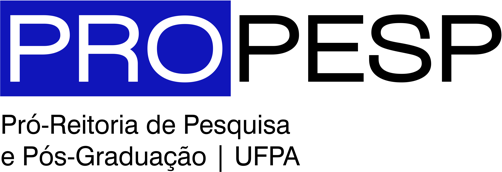 PROPESP
Pró-Reitoria de Pesquisa
e Pós-Graduação | UFPA